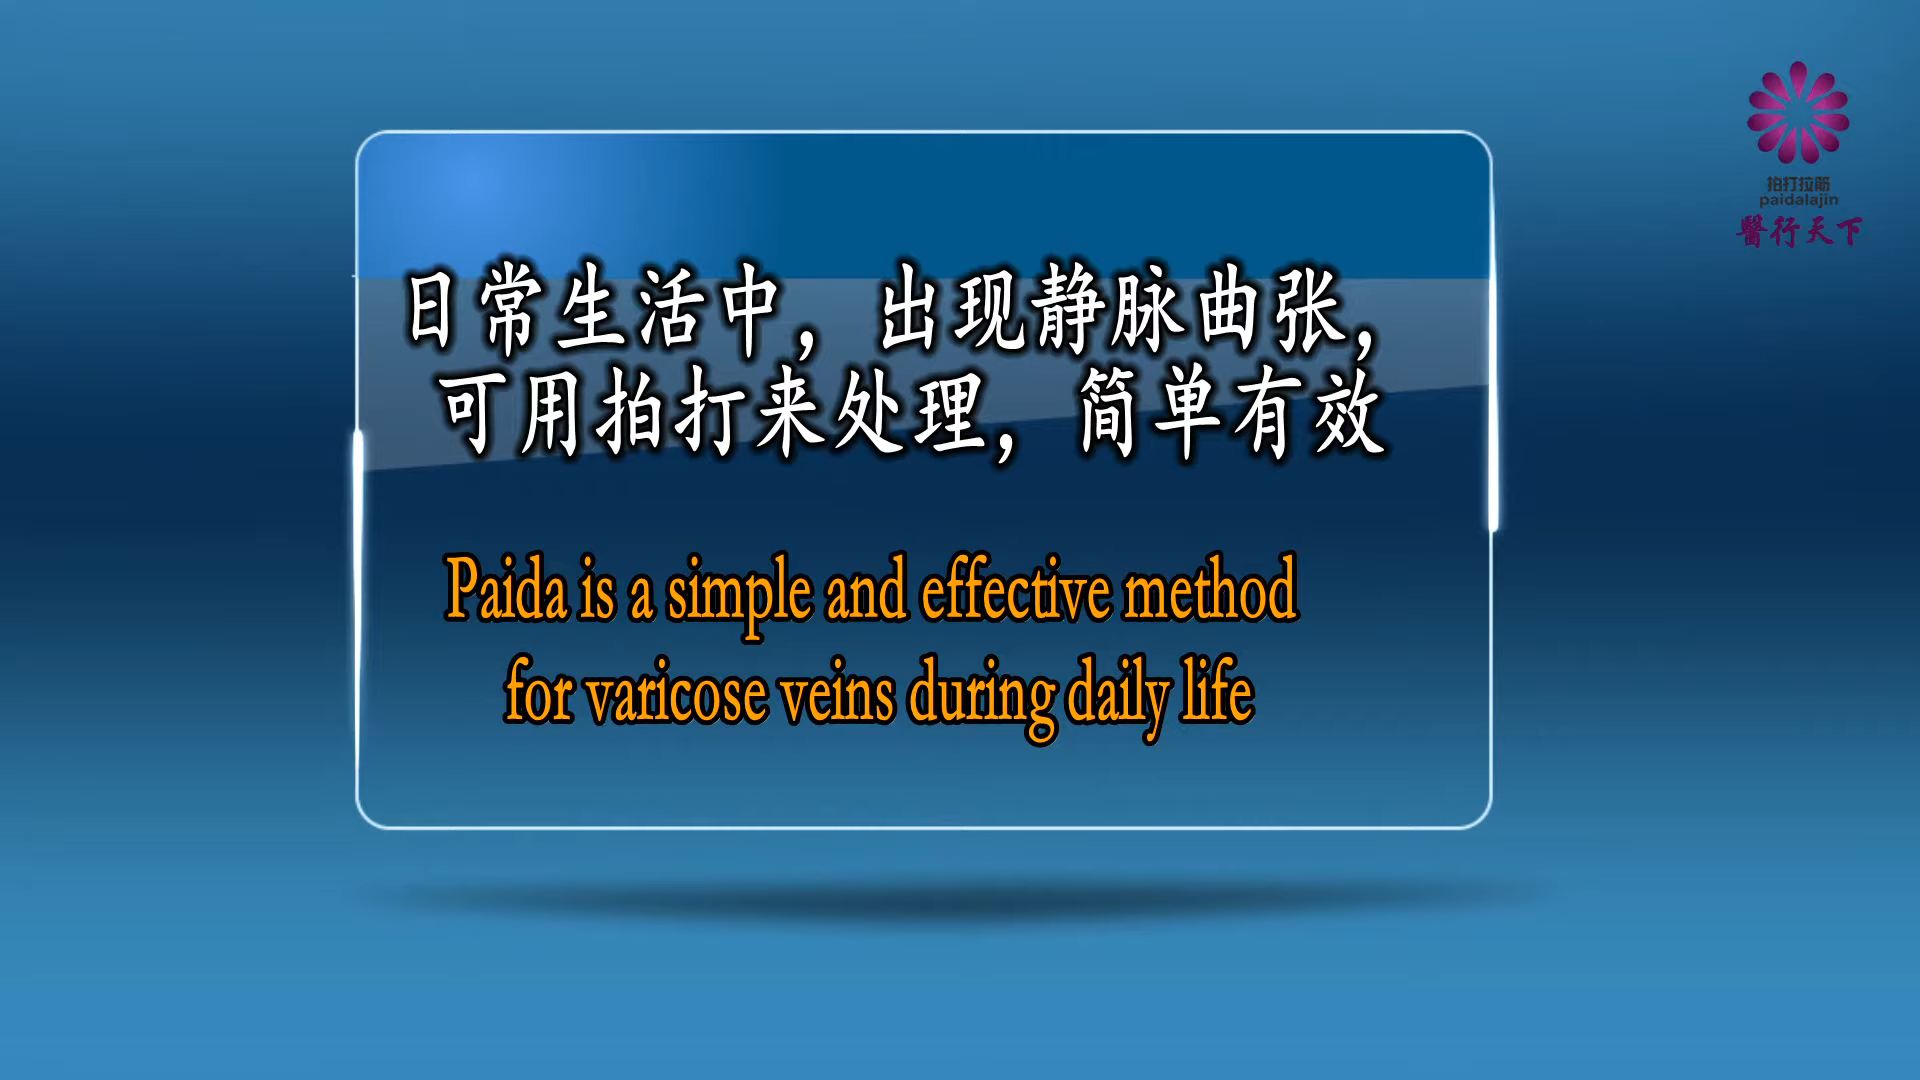 拍打拉筋
paidalajin
醫行天下
日常生活中，出现静脉曲张，
可用拍打来处理，简单有效
Paida is a simple and effective method
for varicose veins during daily life